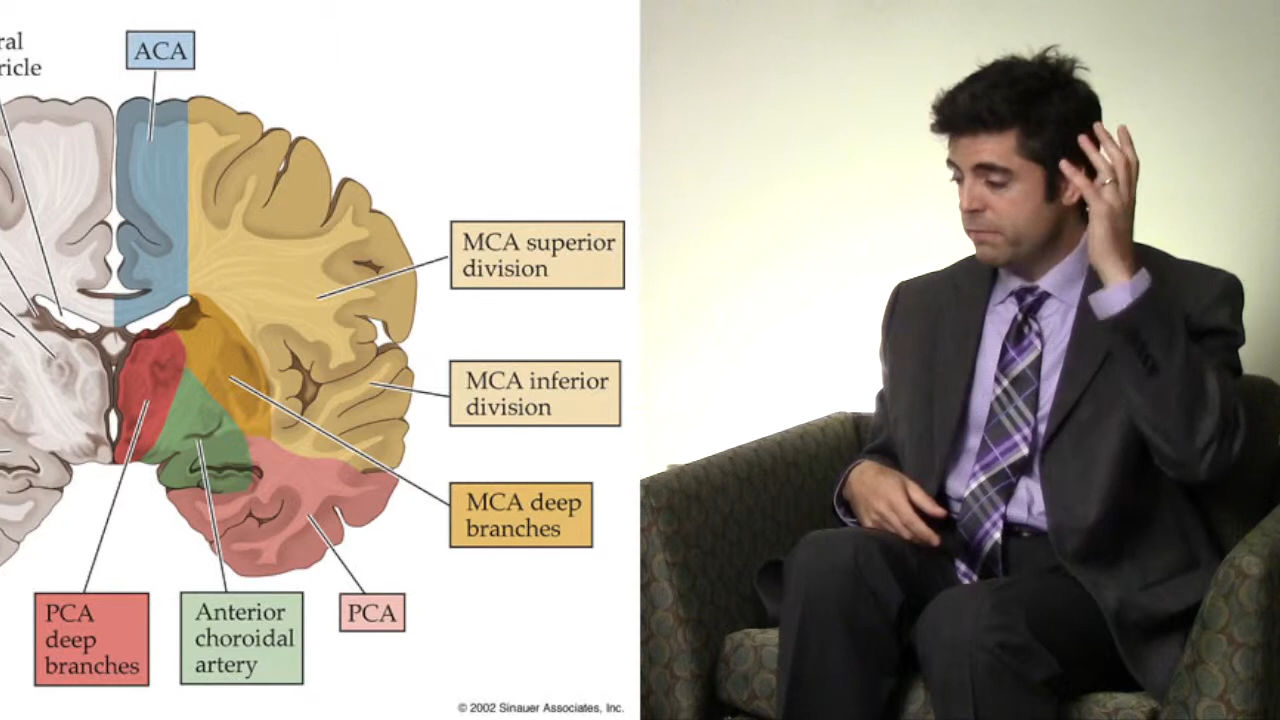 ral
ricle
ACA
MCA superior
division
MCA inferior
division
MCA deep
branches
PCA
deep
branches
Anterior
choroidal
artery
PCA
© 2002 Sinauer Associates, Inc.